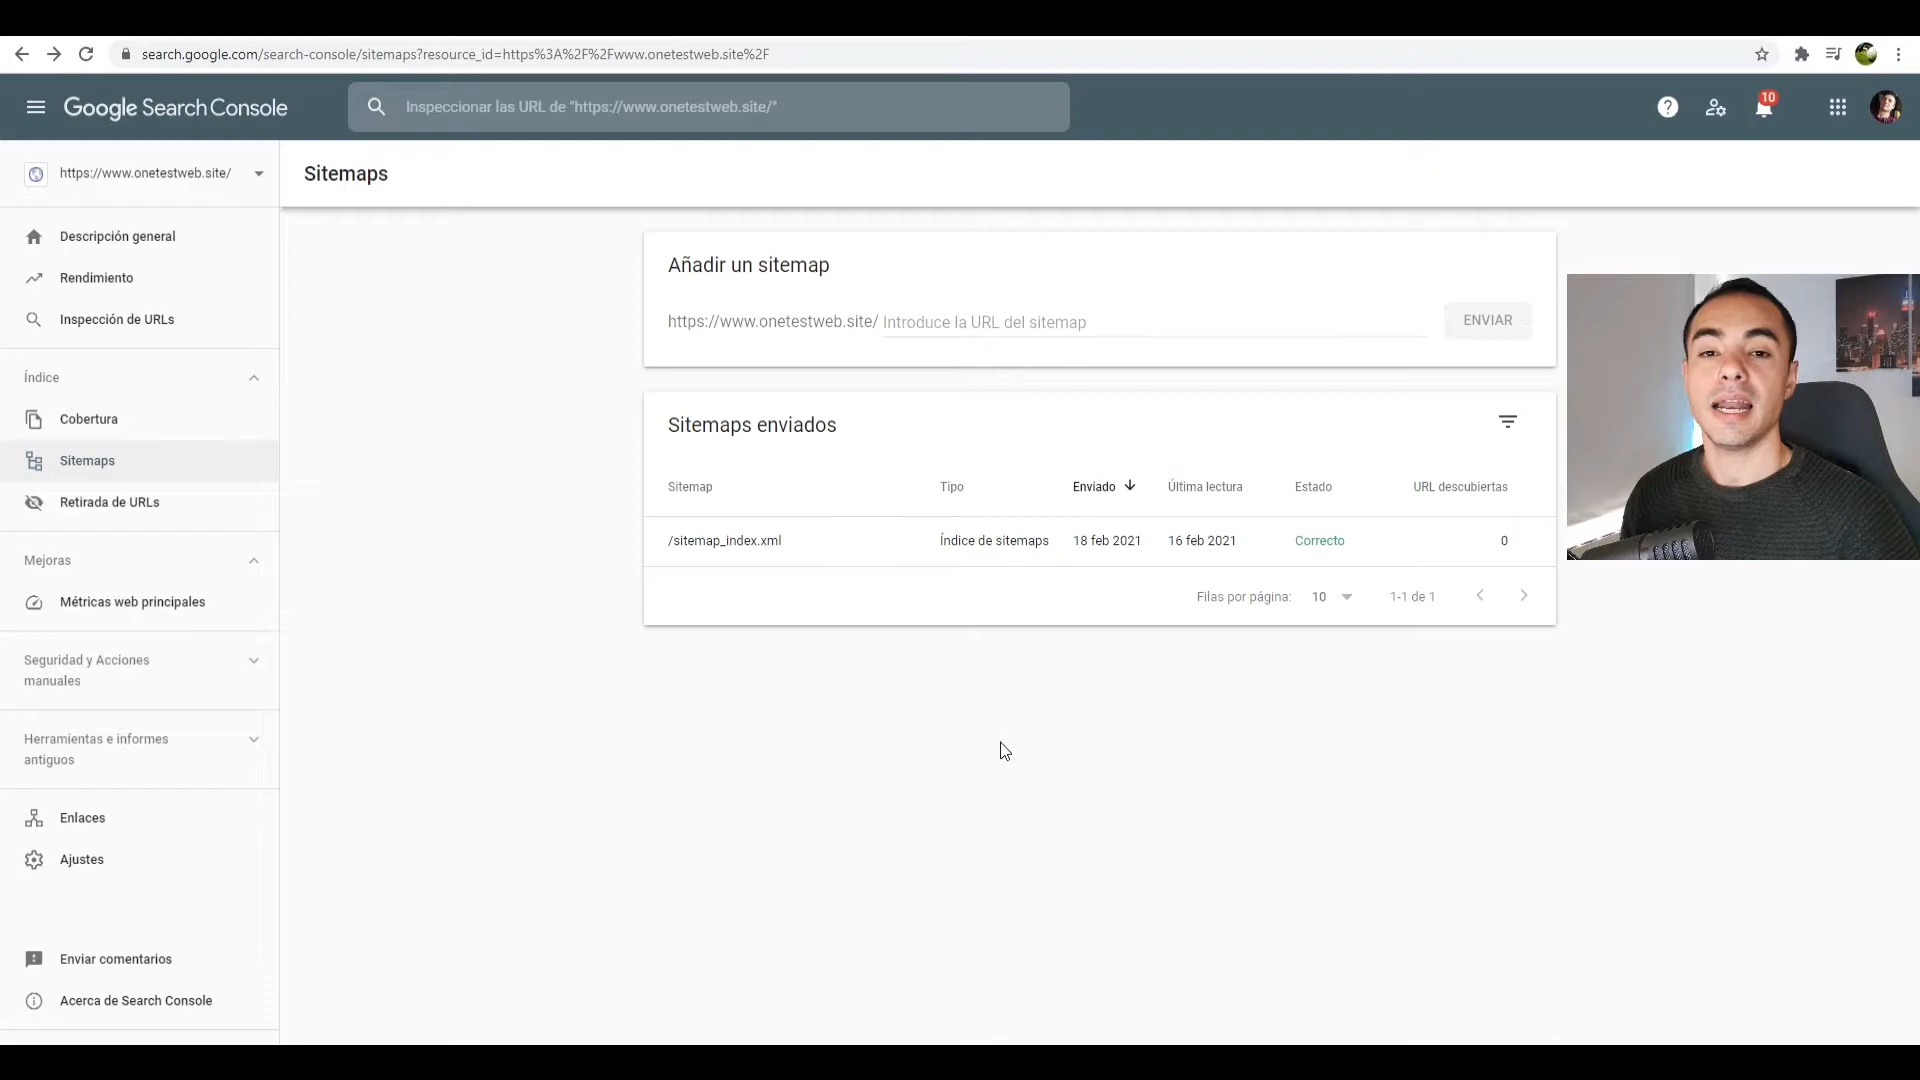 search.google.com/search-console/sitemaps?resource_id=https%3A%2F%2Fwww.onetestweb.site%2F
Google Search Console
Inspeccionar las URL de "https://www.onetestweb.site/"
10
https://www.onetestweb.site/
Sitemaps
Descripción general
Rendimiento
Inspección de URLs
Índice
Cobertura
Sitemaps
Retirada de URLs
Mejoras
Métricas web principales
Seguridad y Acciones
manuales
Herramientas e informes
antiguos
Enlaces
Ajustes
Enviar comentarios
Acerca de Search Console
Añadir un sitemap
https://www.onetestweb.site/ Introduce la URL del sitemap
ENVIAR
Sitemaps enviados
Sitemap Tipo Enviado Última lectura Estado URL descubiertas
/sitemap_index.xml Índice de sitemaps 18 feb 2021 16 feb 2021 Correcto 0
Filas por página: 10 1-1 de 1